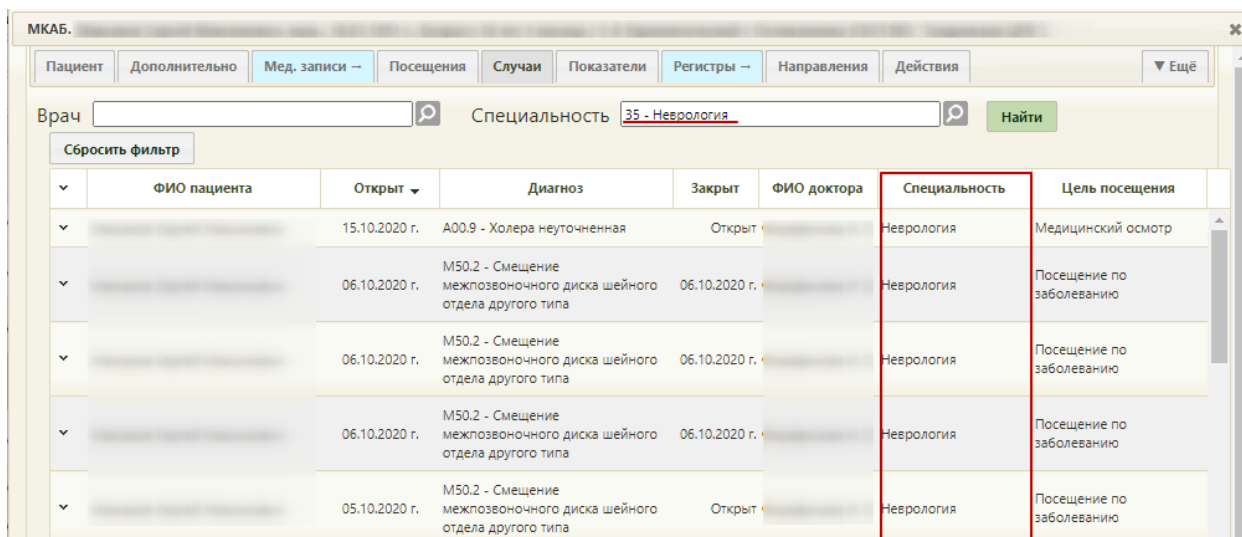 МКАБ.
Пациент Дополнительно Мед. записи → Посещения Случаи Показатели Регистры → Направления Действия ▼ Ещё
Врач Специальность 35 - Неврология Найти
Сбросить фильтр
ФИО пациента Открыт Диагноз Закрыт ФИО доктора Специальность Цель посещения
15.10.2020 г. A00.9 - Холера неуточненная Открыт Неврология Медицинский осмотр
M50.2 - Смещение
межпозвоночного диска шейного
отдела другого типа
06.10.2020 г. 06.10.2020 г. Неврология
Посещение по
заболеванию
M50.2 - Смещение
межпозвоночного диска шейного
отдела другого типа
06.10.2020 г. 06.10.2020 г. Неврология
Посещение по
заболеванию
M50.2 - Смещение
межпозвоночного диска шейного
отдела другого типа
06.10.2020 г. 06.10.2020 г. Неврология
Посещение по
заболеванию
M50.2 - Смещение
межпозвоночного диска шейного
отдела другого типа
05.10.2020 г. Открыт Неврология
Посещение по
заболеванию